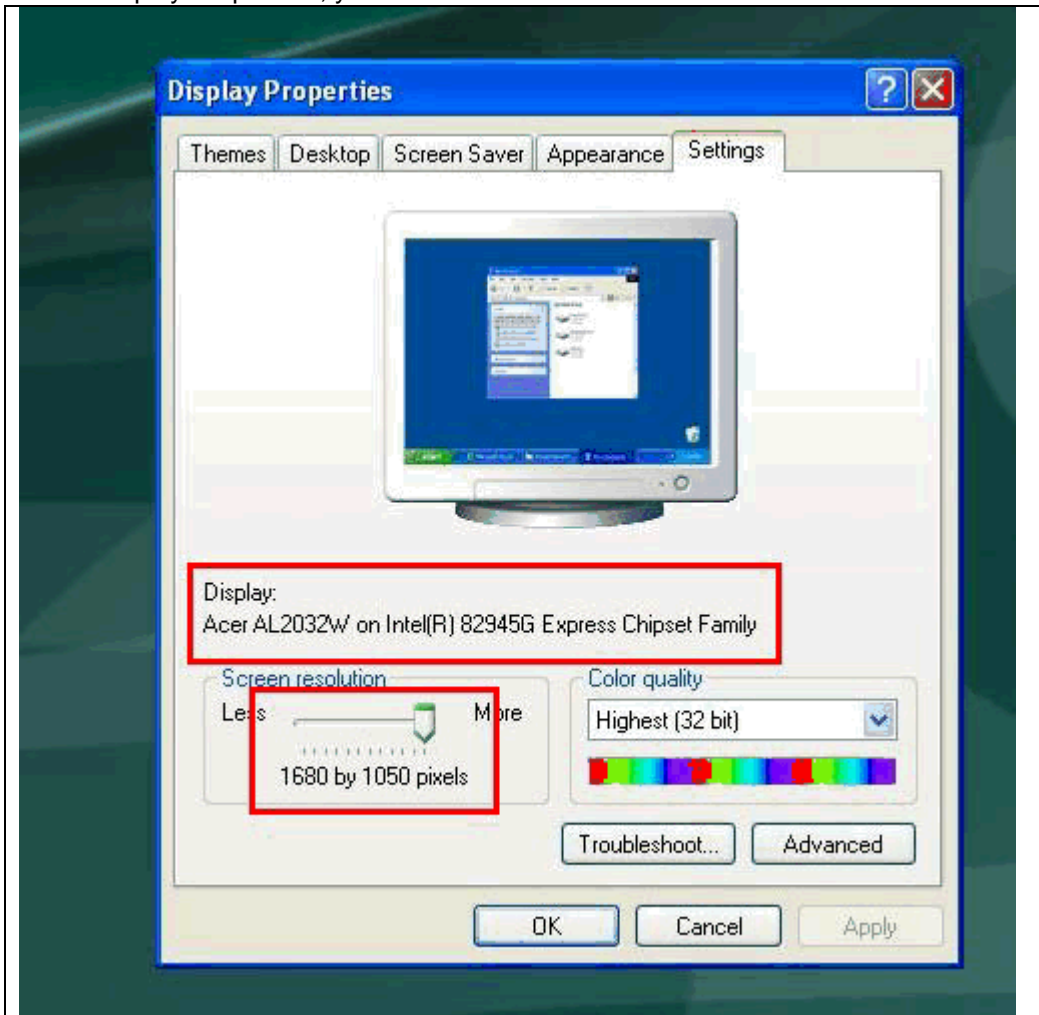 Display Properties
Themes Desktop Screen Saver Appearance Settings
Display:
Acer AL2032W on Intel(R) 82945G Express Chipset Family
Screen resolution
Less More
1680 by 1050 pixels
Color quality
Highest (32 bit)
Troubleshoot... Advanced
OK Cancel Apply